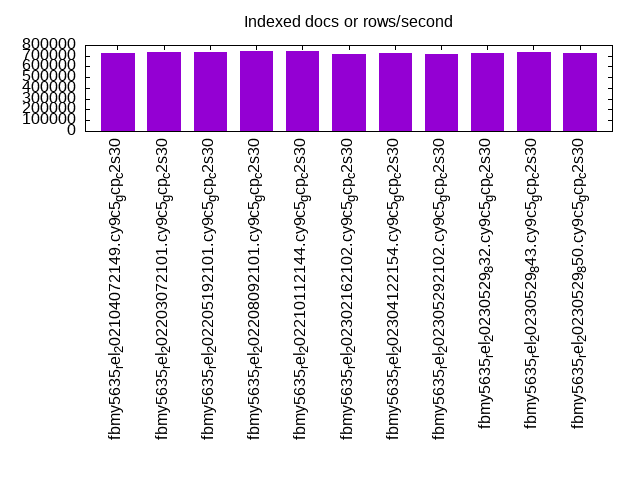 Indexed docs or rows/second
800000
700000
600000
500000
400000
300000
200000
100000
0
fbmy5635rel202104072149.cy9c5gcpc2s30
fbmy5635rel202203072101.cy9c5gcpc2s30
fbmy5635rel202205192101.cy9c5gcpc2s30
fbmy5635rel202208092101.cy9c5gcpc2s30
fbmy5635rel202210112144.cy9c5gcpc2s30
fbmy5635rel202302162102.cy9c5gcpc2s30
fbmy5635rel202304122154.cy9c5gcpc2s30
fbmy5635rel202305292102.cy9c5gcpc2s30
fbmy5635rel20230529832.cy9c5gcpc2s30
fbmy5635rel20230529843.cy9c5gcpc2s30
fbmy5635rel20230529850.cy9c5gcpc2s30